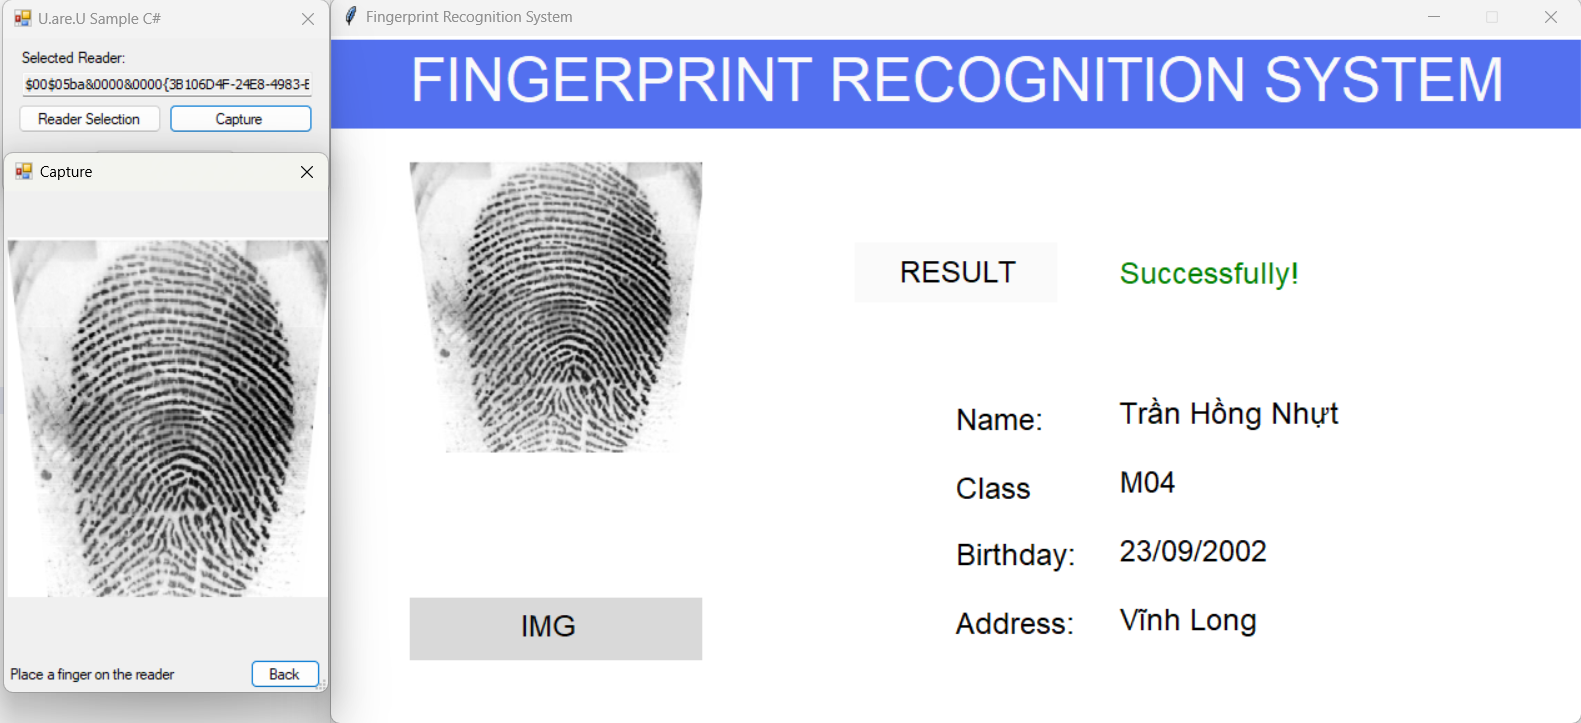 U.are.U Sample C#
Selected Reader:
$00$05ba&0000&0000{3B106D4F-24E8-4983-E
Reader Selection
Capture
Capture
Place a finger on the reader
Back
Fingerprint Recognition System
FINGERPRINT RECOGNITION SYSTEM
RESULT
Successfully!
Name: Trần Hồng Nhựt
Class M04
Birthday: 23/09/2002
Address: Vĩnh Long
IMG